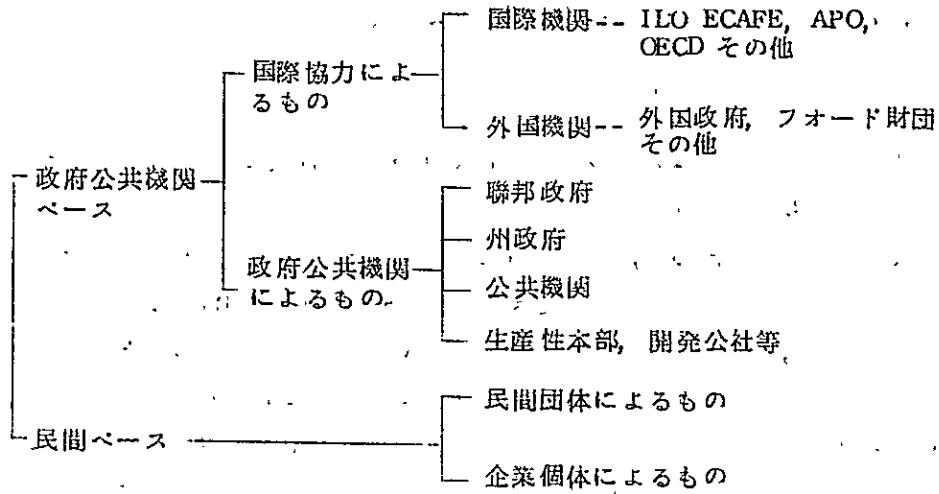 国際機関-- ILO ECAFE, APO,
OECD その他
国際協力によ
るもの
外国機関-- 外国政府, フォード財団
その他
政府公共機関
ベース
聯邦政府
州政府
政府公共機関
によるもの
公共機関
生産性本部, 開発公社等
民間団体によるもの
民間ベース
企業個体によるもの